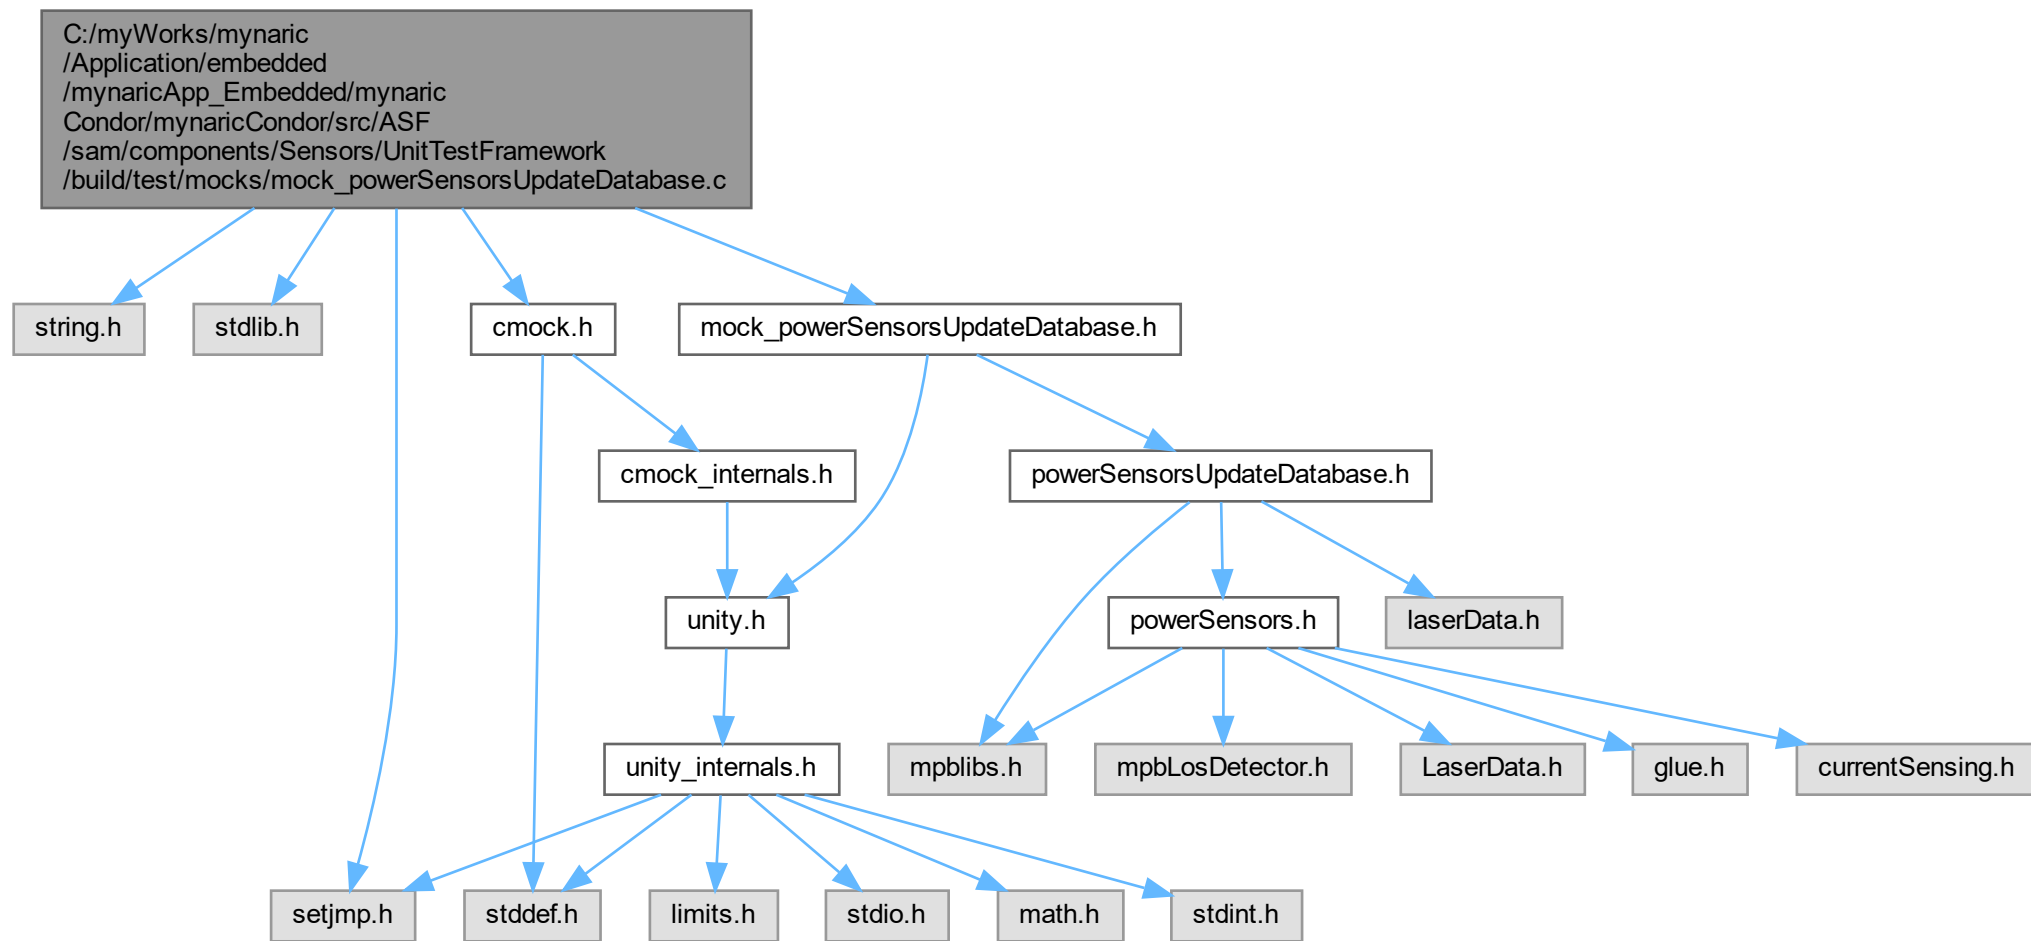 C:/myWorks/mynaric
/Application/embedded
/mynaricApp_Embedded/mynaric
Condor/mynaricCondor/src/ASF
/sam/components/Sensors/UnitTestFramework
/build/test/mocks/mock_powerSensorsUpdateDatabase.c
string.h
stdlib.h
cmock.h
mock_powerSensorsUpdateDatabase.h
cmock_internals.h
powerSensorsUpdateDatabase.h
unity.h
powerSensors.h
laserData.h
unity_internals.h
mpblibs.h
mpbLosDetector.h
LaserData.h
glue.h
currentSensing.h
setjmp.h
stddef.h
limits.h
stdio.h
math.h
stdint.h